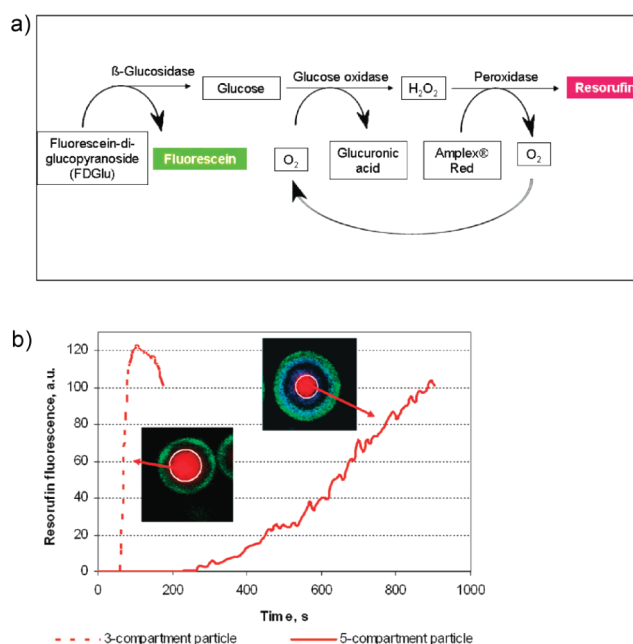 a)
ß-Glucosidase
Glucose
Glucose oxidase
H2O2
Peroxidase
Resorufin
Fluorescein-di-
glucopyranoside
(FDGlu)
Fluorescein
O2
Glucuronic
acid
Amplex®
Red
O2
b)
Resorufin fluorescence, a.u.
120
100
80
60
40
20
0
0
200
400
600
800
1000
Time, s
3-compartment particle
5-compartment particle